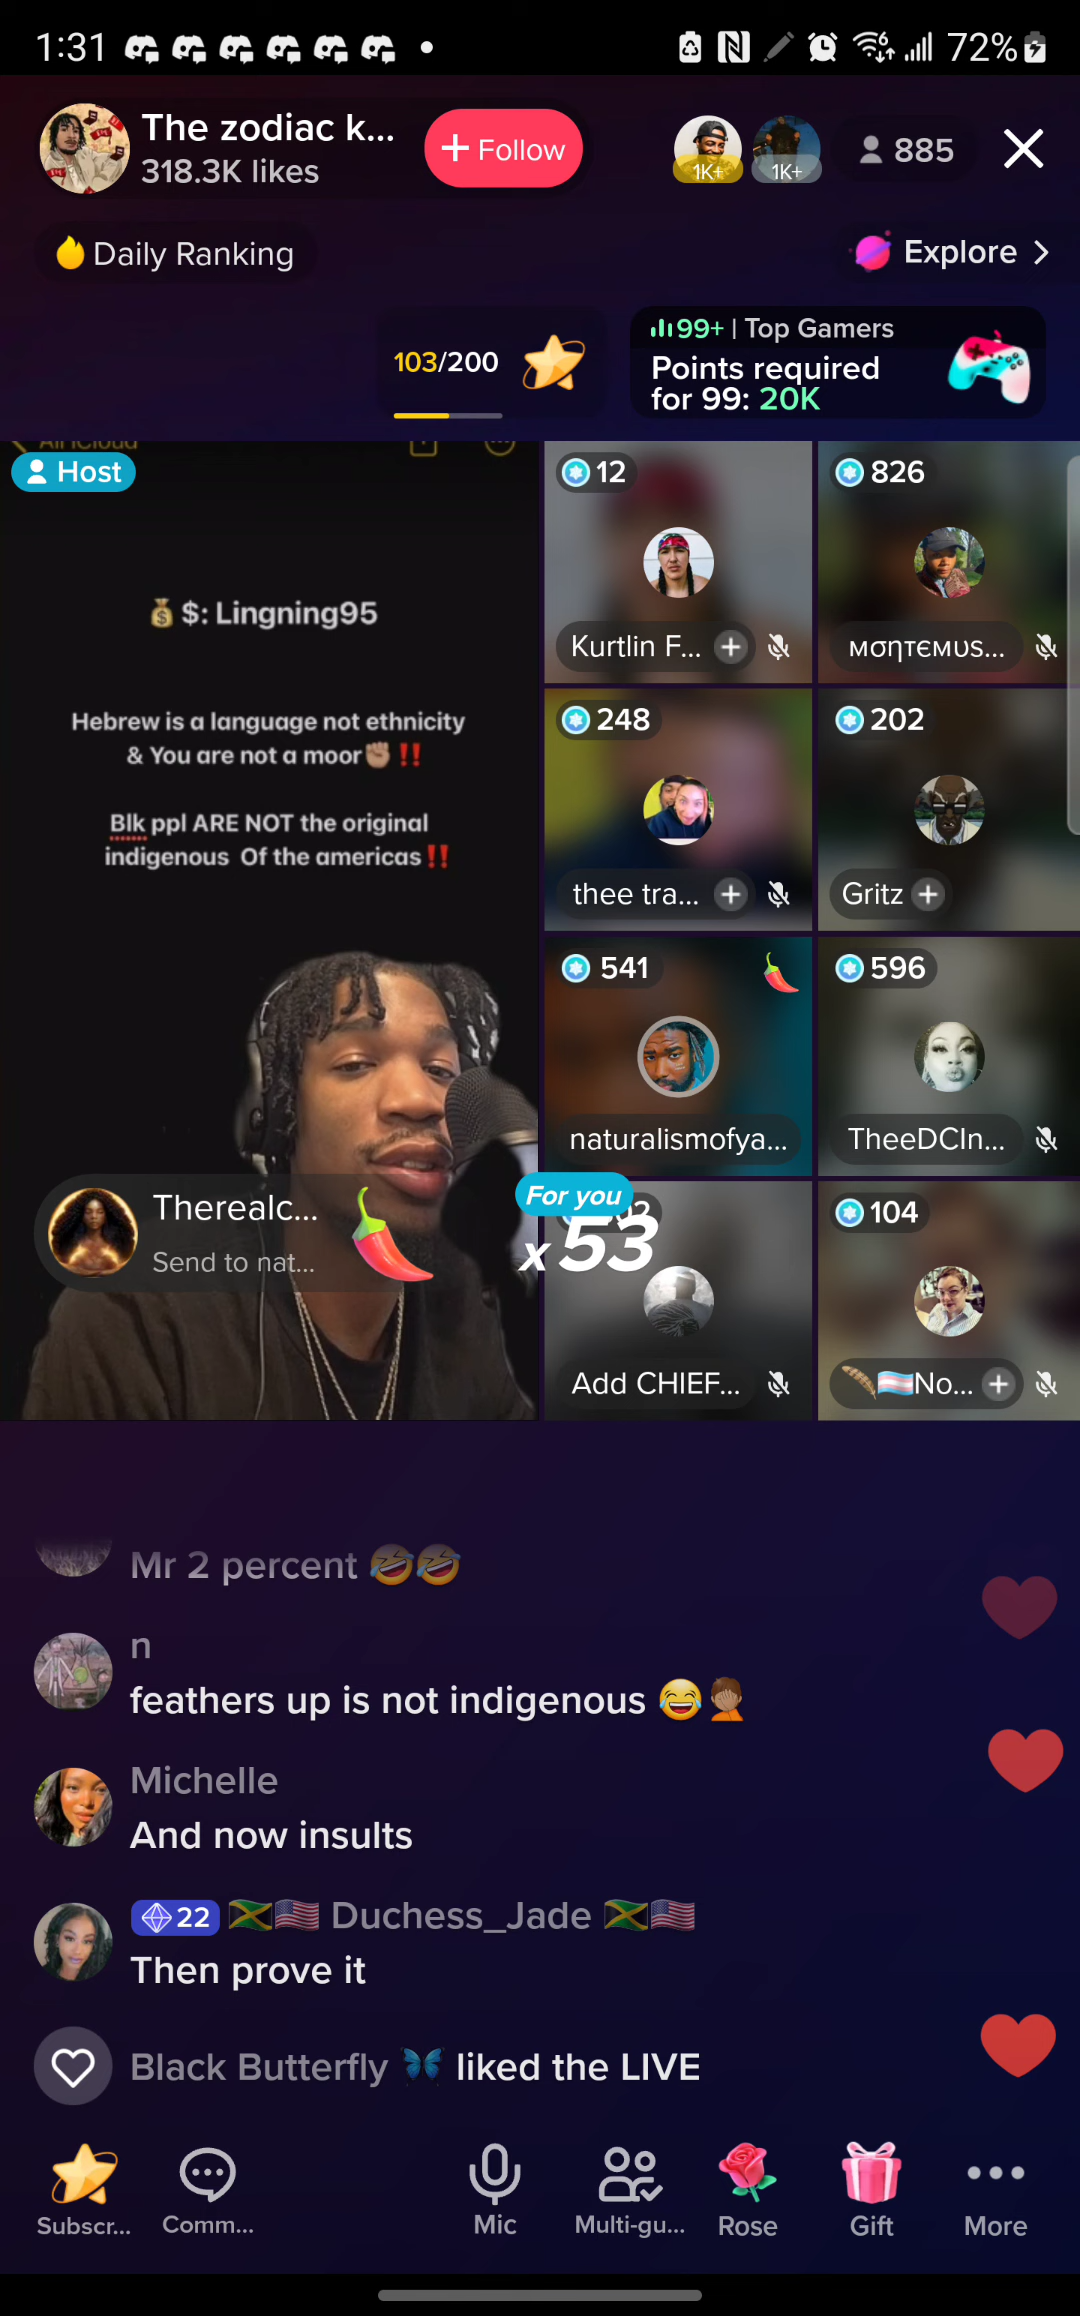 1:31
72%
The zodiac k...
318.3K likes
+ Follow
1K+
1K+
885
Daily Ranking
Explore >
103/200
99+ | Top Gamers
Points required
for 99: 20K
All iCloud
Host
$: Lingning95
Hebrew is a language not ethnicity
& You are not a moor✊🏽‼️
Blk ppl ARE NOT the original
indigenous Of the americas‼️
12
Kurtlin F...
826
мσηтємυs...
248
thee tra...
202
Gritz
541
naturalismofya...
596
TheeDCIn...
Therealc...
Send to nat...
For you
x53
Add CHIEF...
104
🪶🏳️‍⚧️No...
Mr 2 percent 🤣🤣
n
feathers up is not indigenous 😂🤦🏽
Michelle
And now insults
22 🇯🇲🇺🇸 Duchess_Jade 🇯🇲🇺🇸
Then prove it
Black Butterfly 🦋 liked the LIVE
Subscr...
Comm...
Mic
Multi-gu...
Rose
Gift
More